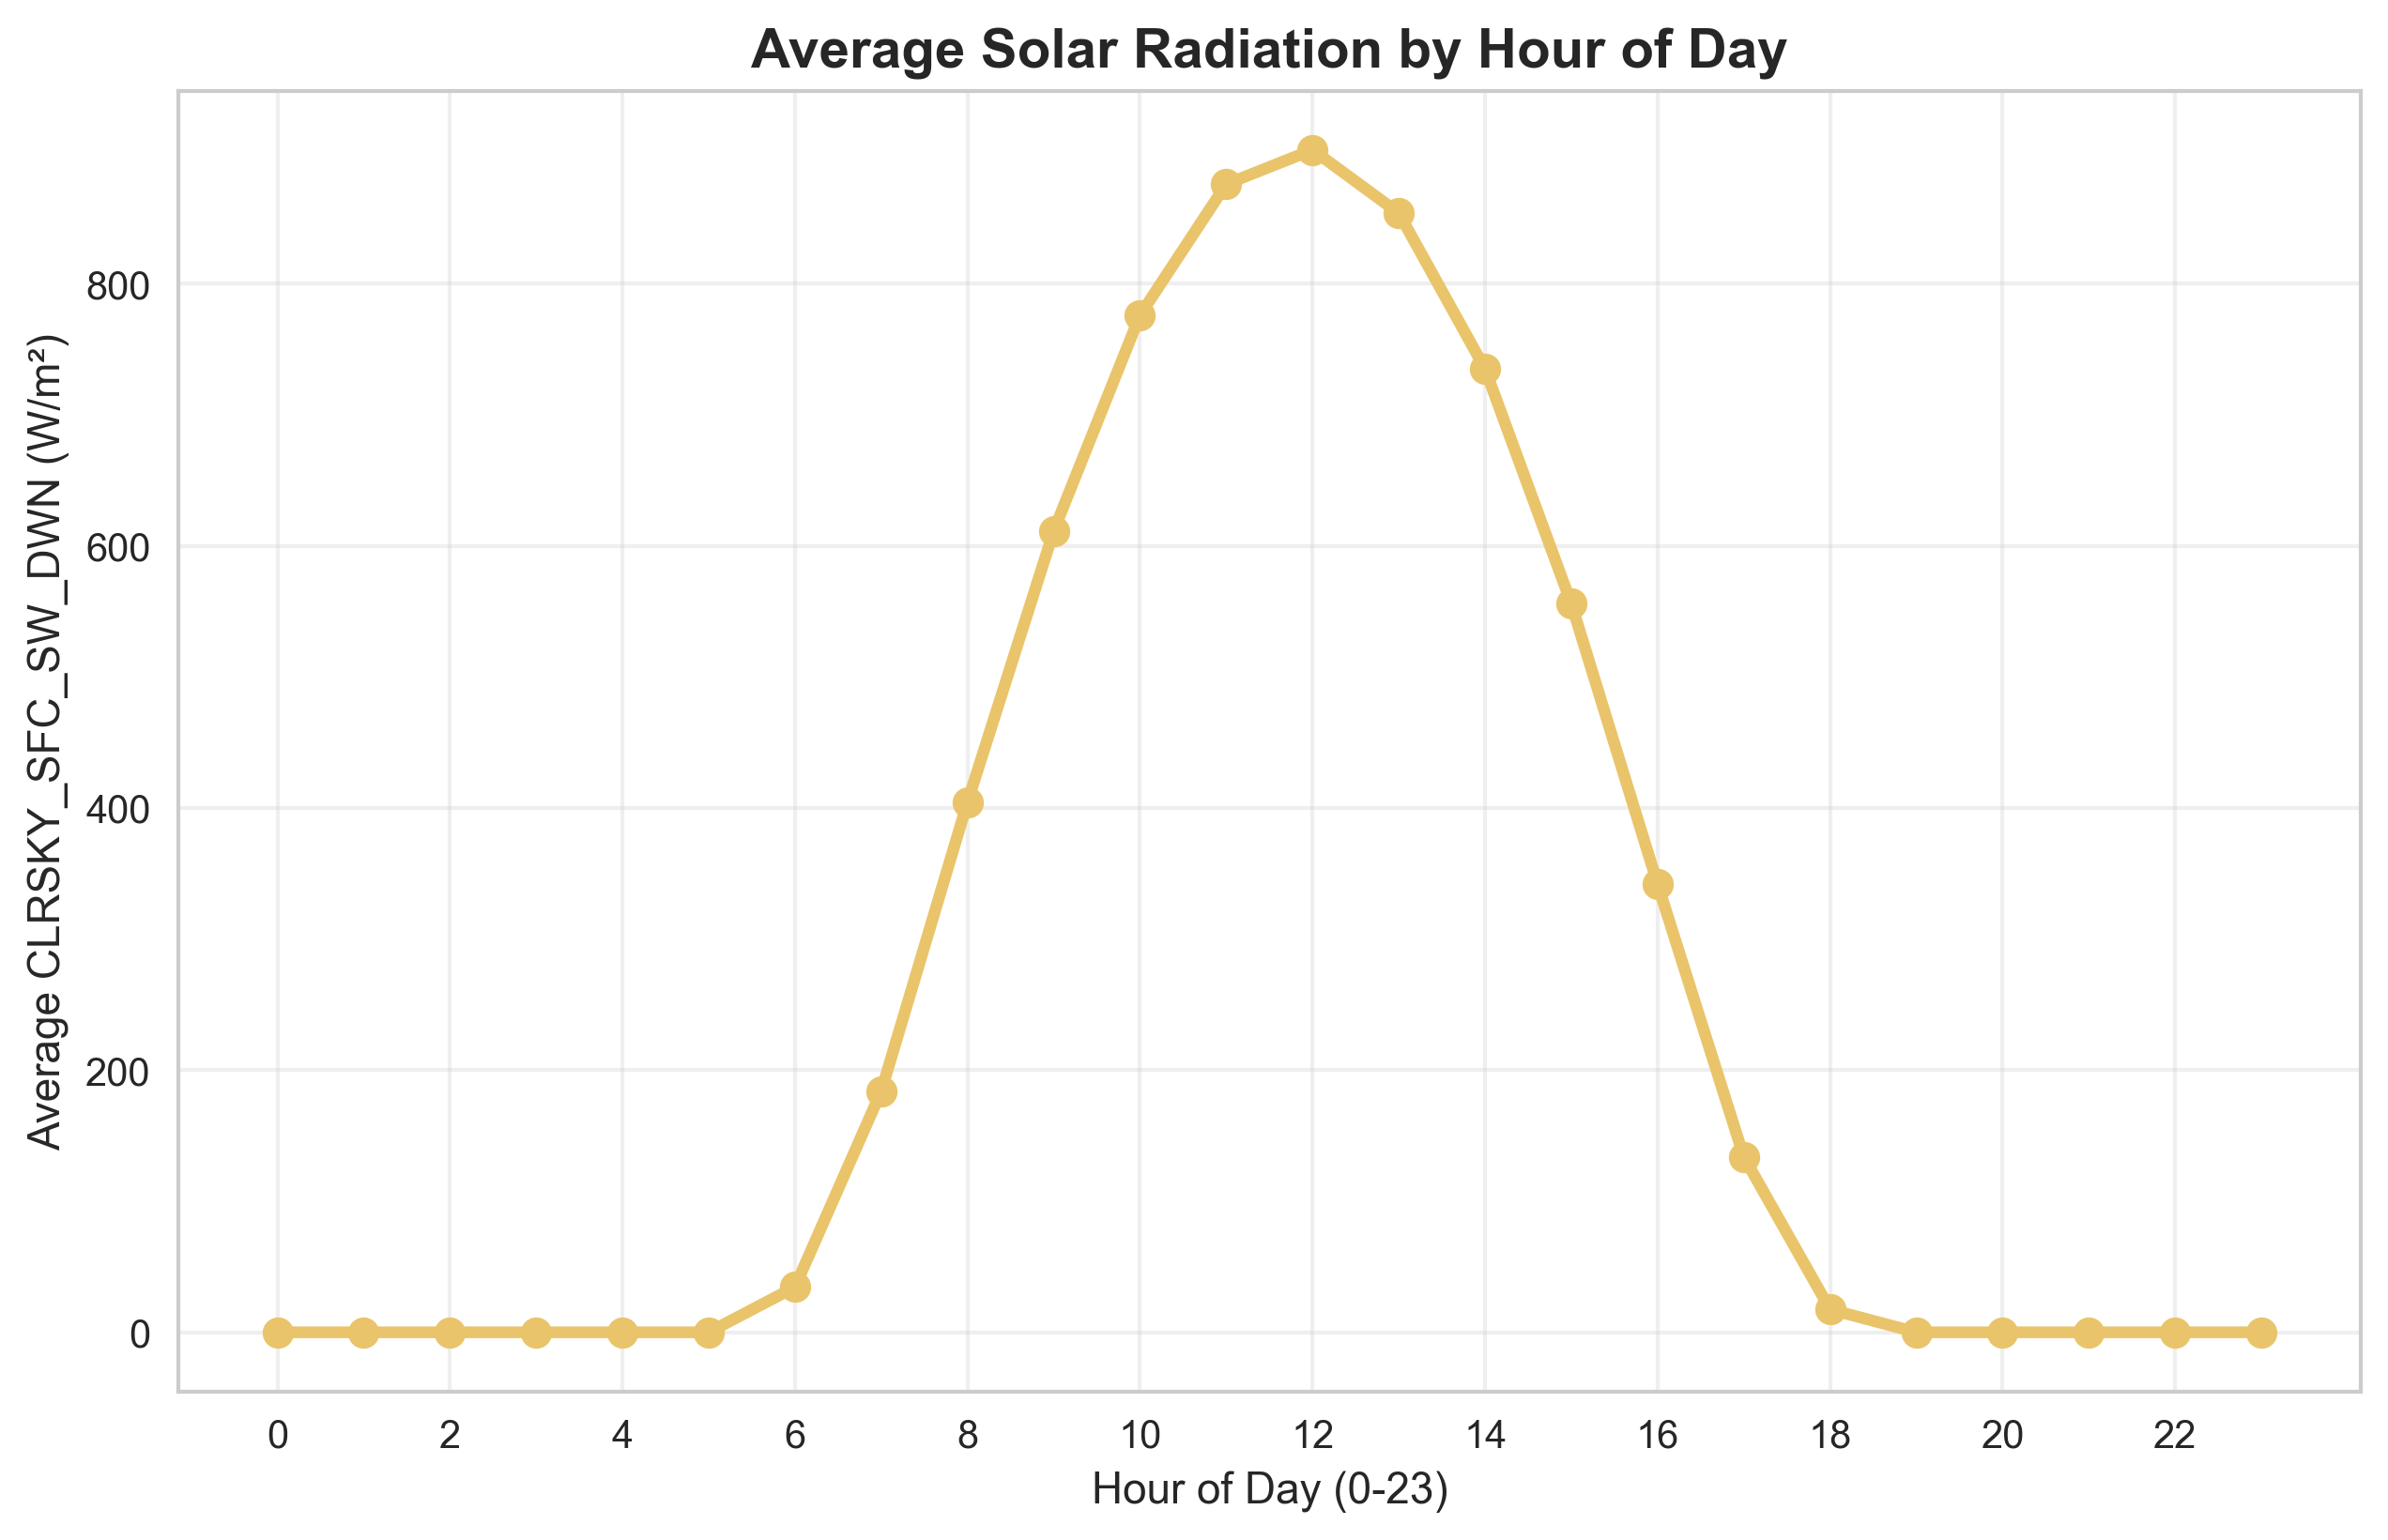 Average Solar Radiation by Hour of Day
Average CLRSKY_SFC_SW_DWN (W/m²)
800
600
400
200
0
0 2 4 6 8 10 12 14 16 18 20 22
Hour of Day (0-23)